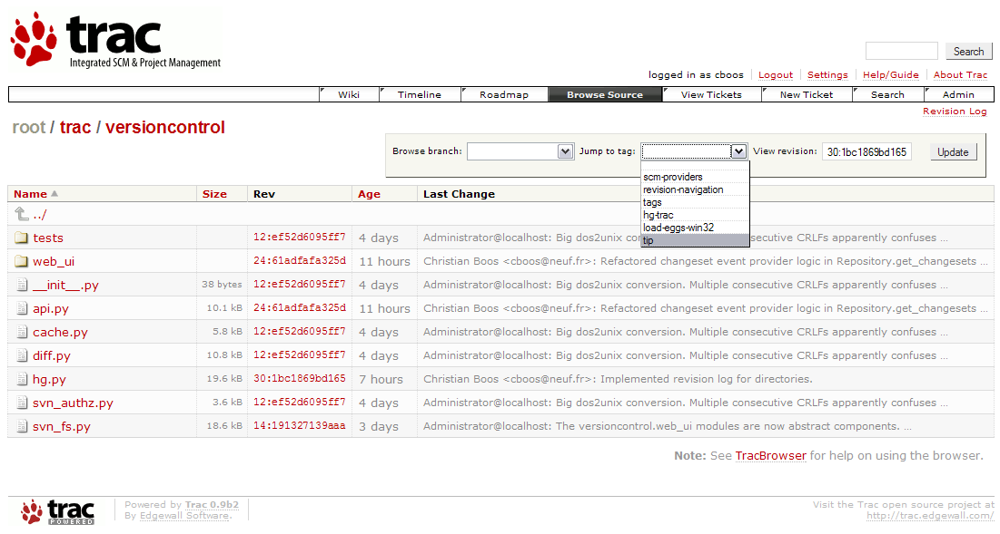 trac
Integrated SCM & Project Management
Search
logged in as cboos Logout Settings Help/Guide About Trac
Wiki Timeline Roadmap Browse Source View Tickets New Ticket Search Admin
Revision Log
root / trac / versioncontrol
Browse branch: Jump to tag: View revision: 30:1bc1869bd165 Update
scm-providers
revision-navigation
tags
hg-trac
load-eggs-win32
tip
Name Size Rev Age Last Change
../
tests 12:ef52d6095ff7 4 days Administrator@localhost: Big dos2unix con secutive CRLFs apparently confuses ...
web_ui 24:61adfafa325d 11 hours Christian Boos <cboos@neuf.fr>: Refactored changeset event provider logic in Repository.get_changesets ...
__init__.py 38 bytes 12:ef52d6095ff7 4 days Administrator@localhost: Big dos2unix conversion. Multiple consecutive CRLFs apparently confuses ...
api.py 10.1 kB 24:61adfafa325d 11 hours Christian Boos <cboos@neuf.fr>: Refactored changeset event provider logic in Repository.get_changesets ...
cache.py 5.8 kB 12:ef52d6095ff7 4 days Administrator@localhost: Big dos2unix conversion. Multiple consecutive CRLFs apparently confuses ...
diff.py 10.8 kB 12:ef52d6095ff7 4 days Administrator@localhost: Big dos2unix conversion. Multiple consecutive CRLFs apparently confuses ...
hg.py 19.6 kB 30:1bc1869bd165 7 hours Christian Boos <cboos@neuf.fr>: Implemented revision log for directories.
svn_authz.py 3.6 kB 12:ef52d6095ff7 4 days Administrator@localhost: Big dos2unix conversion. Multiple consecutive CRLFs apparently confuses ...
svn_fs.py 18.6 kB 14:191327139aaa 3 days Administrator@localhost: The versioncontrol.web_ui modules are now abstract components. ...
Note: See TracBrowser for help on using the browser.
trac
POWERED
Powered by Trac 0.9b2
By Edgewall Software.
Visit the Trac open source project at
http://trac.edgewall.com/